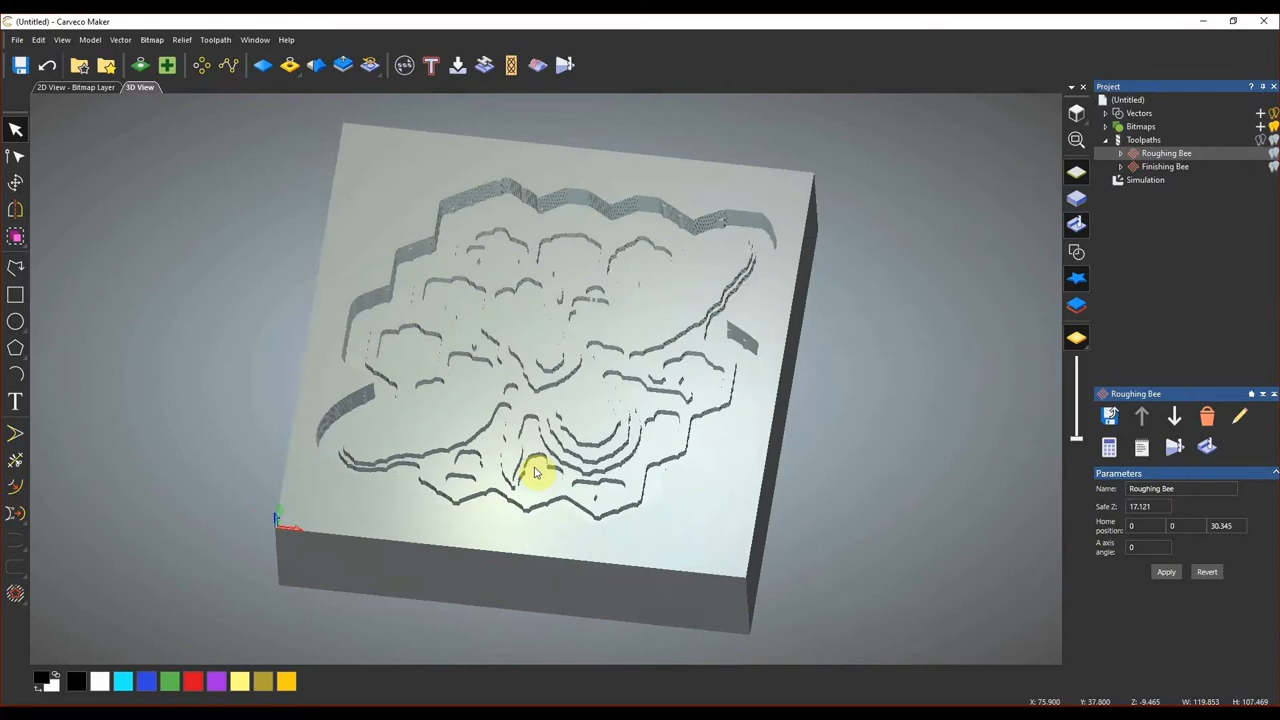 (Untitled) - Carveco Maker
File Edit View Model Vector Bitmap Relief Toolpath Window Help
2D View - Bitmap Layer 3D View
Project
(Untitled)
Vectors
Bitmaps
Toolpaths
Roughing Bee
Finishing Bee
Simulation
Roughing Bee
Parameters
Name: Roughing Bee
Safe Z: 17.121
Home position: 0 0 30.345
A axis angle: 0
Apply Revert
X: 75.900 Y: 37.800 Z: -9.465 W: 119.853 H: 107.469